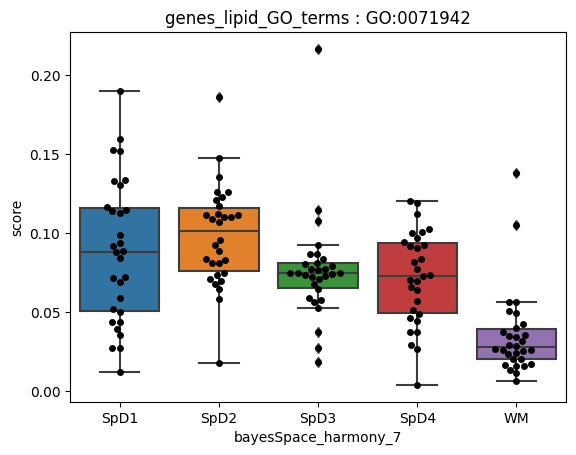 genes_lipid_GO_terms : GO:0071942
score
0.20
0.15
0.10
0.05
0.00
SpD1 SpD2 SpD3 SpD4 WM
bayesSpace_harmony_7